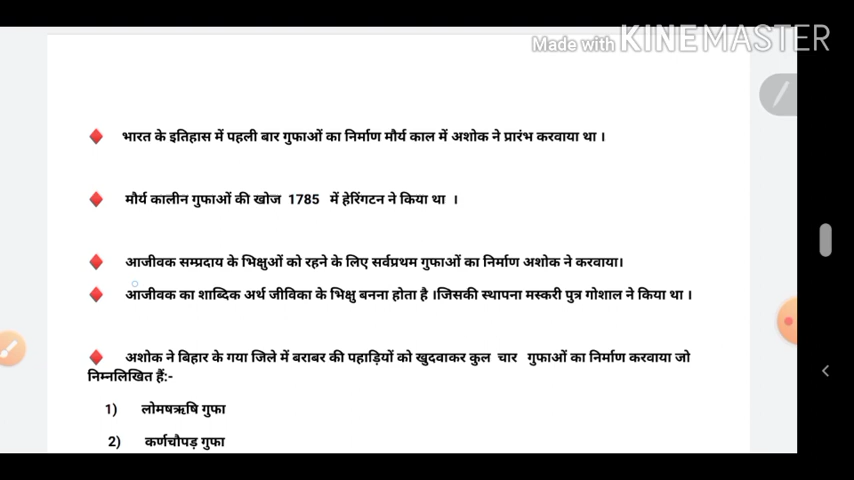 Made with KINEMASTER
भारत के इतिहास में पहली बार गुफाओं का निर्माण मौर्य काल में अशोक ने प्रारंभ करवाया था ।
मौर्य कालीन गुफाओं की खोज 1785 में हेरिंगटन ने किया था ।
आजीवक सम्प्रदाय के भिक्षुओं को रहने के लिए सर्वप्रथम गुफाओं का निर्माण अशोक ने करवाया।
आजीवक का शाब्दिक अर्थ जीविका के भिक्षु बनना होता है ।जिसकी स्थापना मस्करी पुत्र गोशाल ने किया था ।
अशोक ने बिहार के गया जिले में बराबर की पहाड़ियों को खुदवाकर कुल चार गुफाओं का निर्माण करवाया जो
निम्नलिखित हैं:-
1) लोमषऋषि गुफा
2) कर्णचौपड़ गुफा